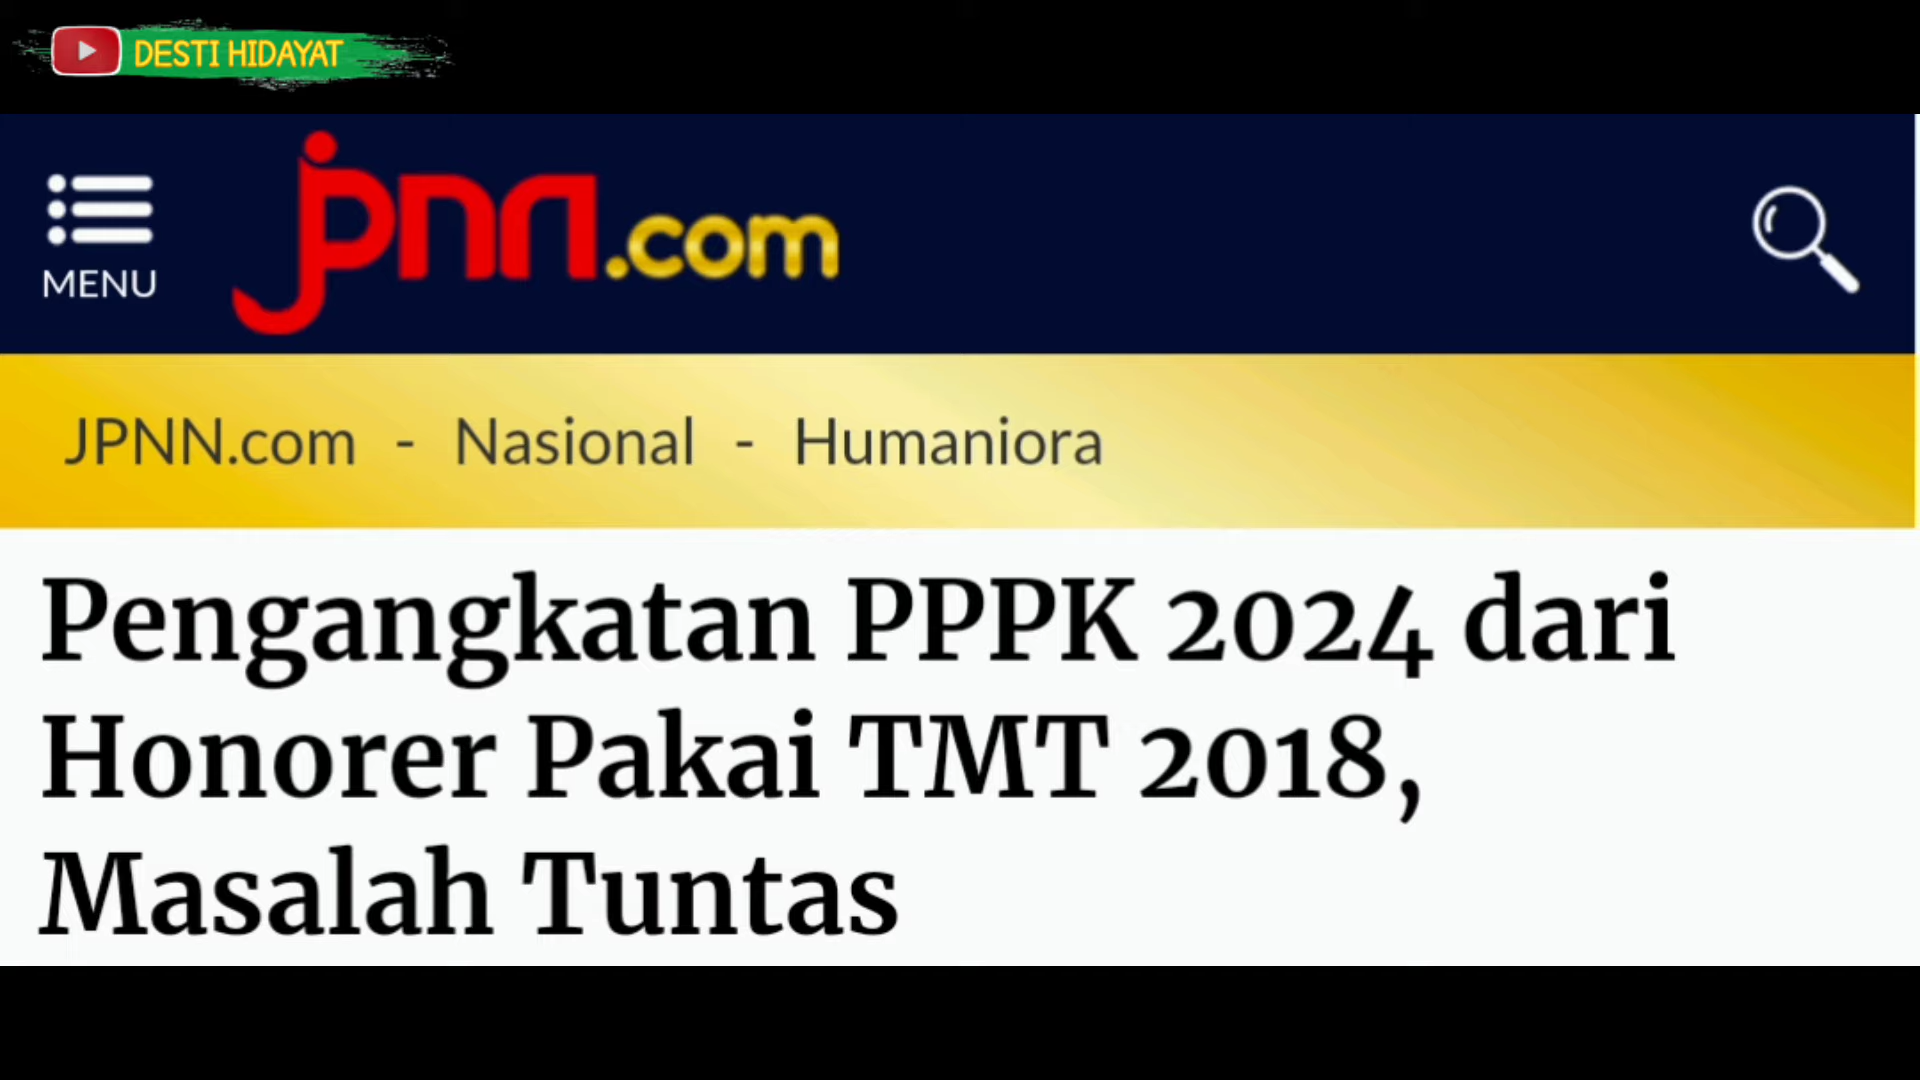 DESTI HIDAYAT
MENU
jpnn.com
JPNN.com - Nasional - Humaniora
Pengangkatan PPPK 2024 dari
Honorer Pakai TMT 2018,
Masalah Tuntas